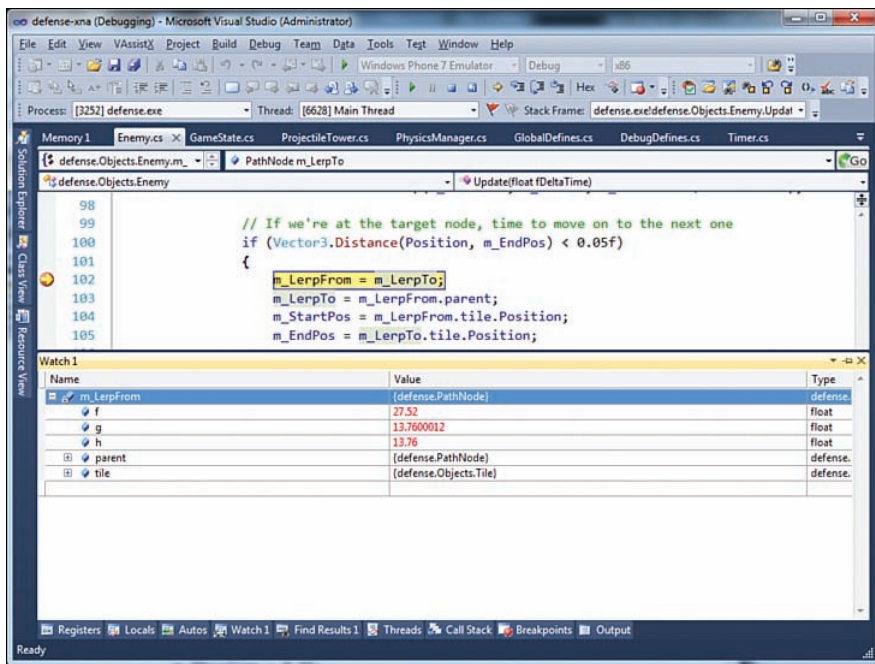 defense-xna (Debugging) - Microsoft Visual Studio (Administrator)
File Edit View VAssistX Project Build Debug Team Data Tools Test Window Help
Windows Phone 7 Emulator Debug x86
Hex
Process: [3252] defense.exe Thread: [6628] Main Thread Stack Frame: defense.exe!defense.Objects.Enemy.Updat
Memory 1 Enemy.cs GameState.cs ProjectileTower.cs PhysicsManager.cs GlobalDefines.cs DebugDefines.cs Timer.cs
defense.Objects.Enemy.m_ PathNode m_LerpTo Go
defense.Objects.Enemy Update(float fDeltaTime)
Solution Explorer
Class View
Resource View
98
99 // If we're at the target node, time to move on to the next one
100 if (Vector3.Distance(Position, m_EndPos) < 0.05f)
101 {
102 m_LerpFrom = m_LerpTo;
103 m_LerpTo = m_LerpFrom.parent;
104 m_StartPos = m_LerpFrom.tile.Position;
105 m_EndPos = m_LerpTo.tile.Position;
Watch 1
Name Value Type
m_LerpFrom {defense.PathNode} defense.
f 27.52 float
g 13.7600012 float
h 13.76 float
parent {defense.PathNode} defense.
tile {defense.Objects.Tile} defense.
Registers Locals Autos Watch 1 Find Results 1 Threads Call Stack Breakpoints Output
Ready